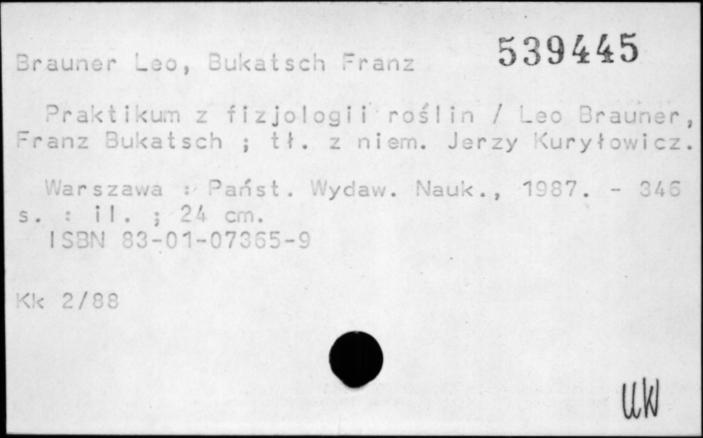 539445
Brauner Leo, Bukatsch Franz
Praktikum z fizjologii roślin / Leo Brauner,
Franz Bukatsch ; tł. z niem. Jerzy Kuryłowicz.
Warszawa : Państ. Wydaw. Nauk., 1987. - 346
s. : il. ; 24 cm.
ISBN 83-01-07365-9
Kk 2/88
UW